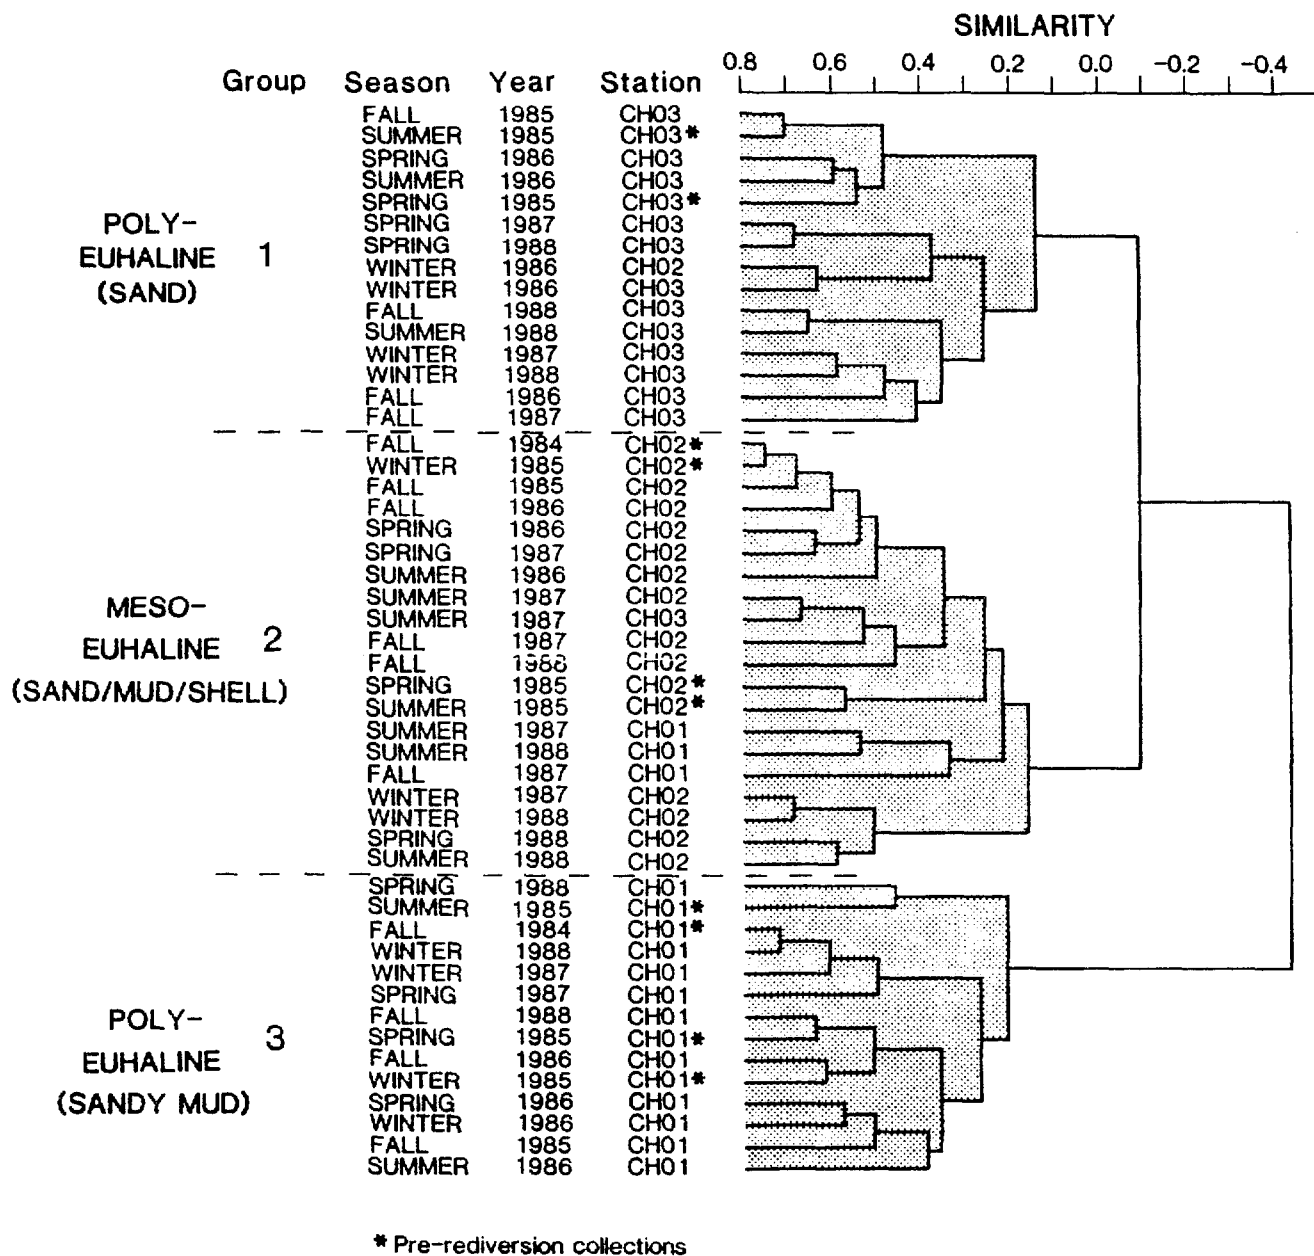 SIMILARITY
0.8 0.6 0.4 0.2 0.0 -0.2 -0.4
Group Season Year Station
POLY-
EUHALINE 1
(SAND)
FALL 1985 CH03
SUMMER 1985 CH03*
SPRING 1986 CH03
SUMMER 1986 CH03
SPRING 1985 CH03*
SPRING 1987 CH03
SPRING 1988 CH03
WINTER 1986 CH02
WINTER 1986 CH03
FALL 1988 CH03
SUMMER 1988 CH03
WINTER 1987 CH03
WINTER 1988 CH03
FALL 1986 CH03
FALL 1987 CH03
MESO-
EUHALINE 2
(SAND/MUD/SHELL)
FALL 1984 CH02*
WINTER 1985 CH02*
FALL 1985 CH02
FALL 1986 CH02
SPRING 1986 CH02
SPRING 1987 CH02
SUMMER 1986 CH02
SUMMER 1987 CH02
SUMMER 1987 CH03
FALL 1987 CH02
FALL 1988 CH02
SPRING 1985 CH02*
SUMMER 1985 CH02*
SUMMER 1987 CH01
SUMMER 1988 CH01
FALL 1987 CH01
WINTER 1987 CH02
WINTER 1988 CH02
SPRING 1988 CH02
SUMMER 1988 CH02
POLY-
EUHALINE 3
(SANDY MUD)
SPRING 1988 CH01
SUMMER 1985 CH01*
FALL 1984 CH01*
WINTER 1988 CH01
WINTER 1987 CH01
SPRING 1987 CH01
FALL 1988 CH01
SPRING 1985 CH01*
FALL 1986 CH01
WINTER 1985 CH01*
SPRING 1986 CH01
WINTER 1986 CH01
FALL 1985 CH01
SUMMER 1986 CH01
* Pre-rediversion collections